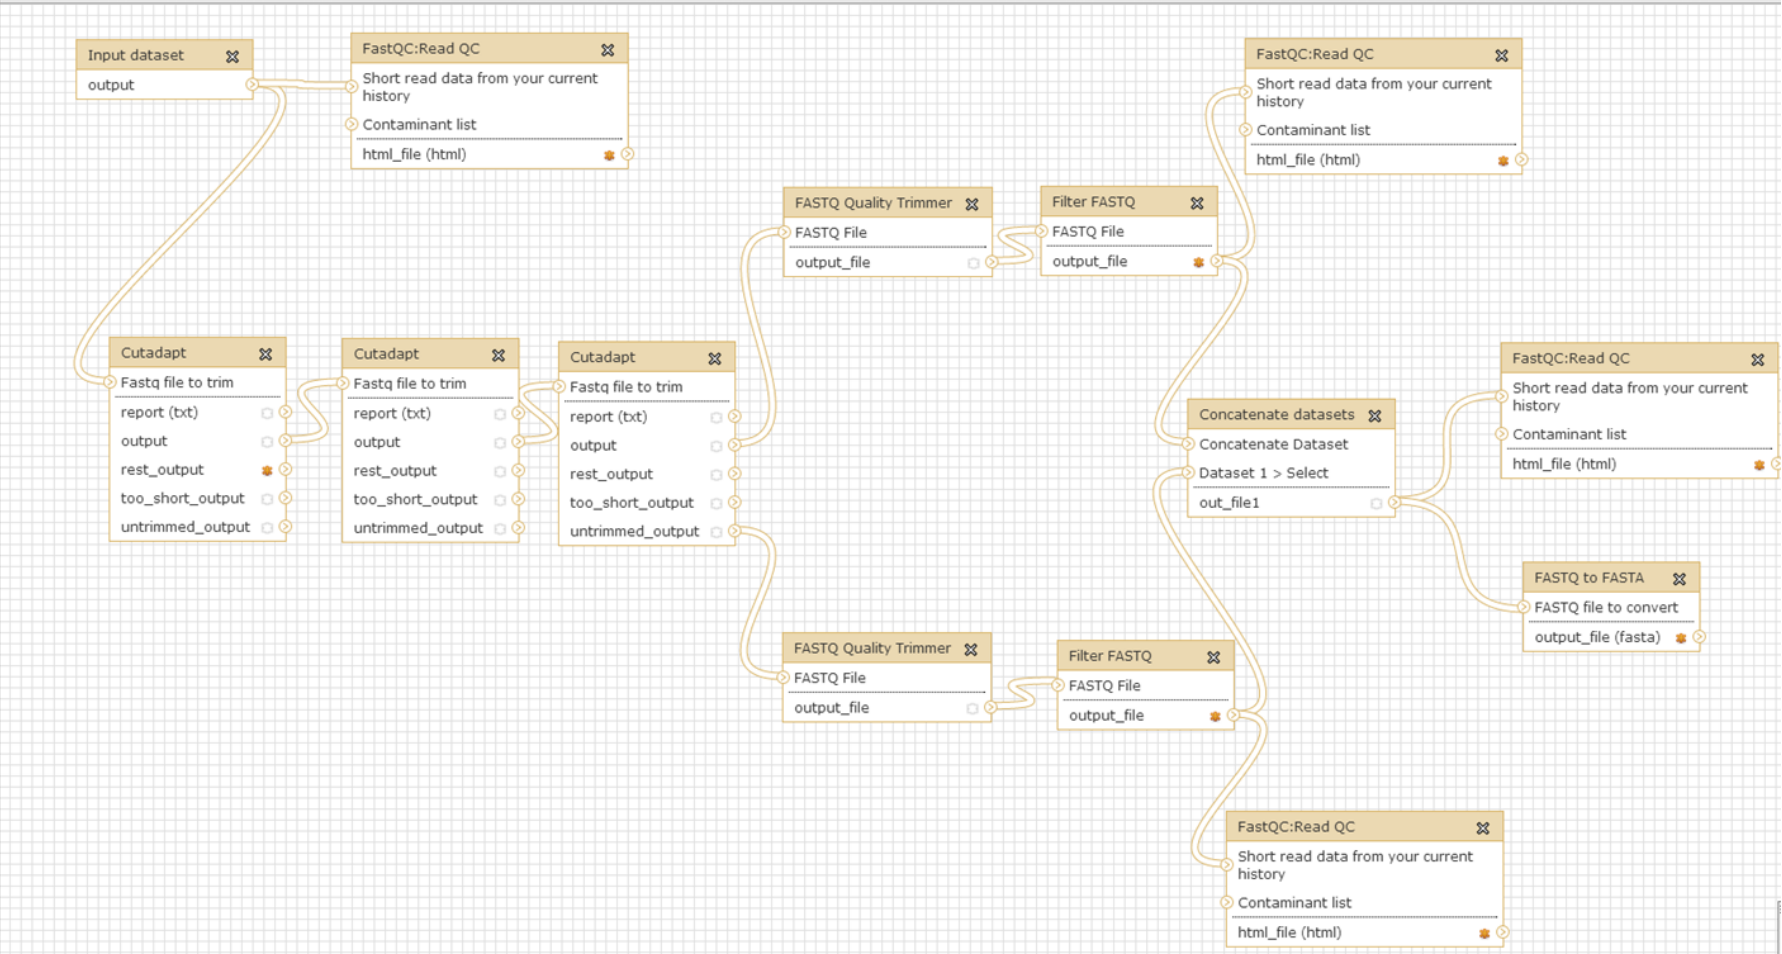 Input dataset
output
FastQC:Read QC
Short read data from your current
history
Contaminant list
html_file (html)
FastQC:Read QC
Short read data from your current
history
Contaminant list
html_file (html)
FASTQ Quality Trimmer
FASTQ File
output_file
Filter FASTQ
FASTQ File
output_file
Cutadapt
Fastq file to trim
report (txt)
output
rest_output
too_short_output
untrimmed_output
Cutadapt
Fastq file to trim
report (txt)
output
rest_output
too_short_output
untrimmed_output
Cutadapt
Fastq file to trim
report (txt)
output
rest_output
too_short_output
untrimmed_output
Concatenate datasets
Concatenate Dataset
Dataset 1 > Select
out_file1
FastQC:Read QC
Short read data from your current
history
Contaminant list
html_file (html)
FASTQ to FASTA
FASTQ file to convert
output_file (fasta)
FASTQ Quality Trimmer
FASTQ File
output_file
Filter FASTQ
FASTQ File
output_file
FastQC:Read QC
Short read data from your current
history
Contaminant list
html_file (html)